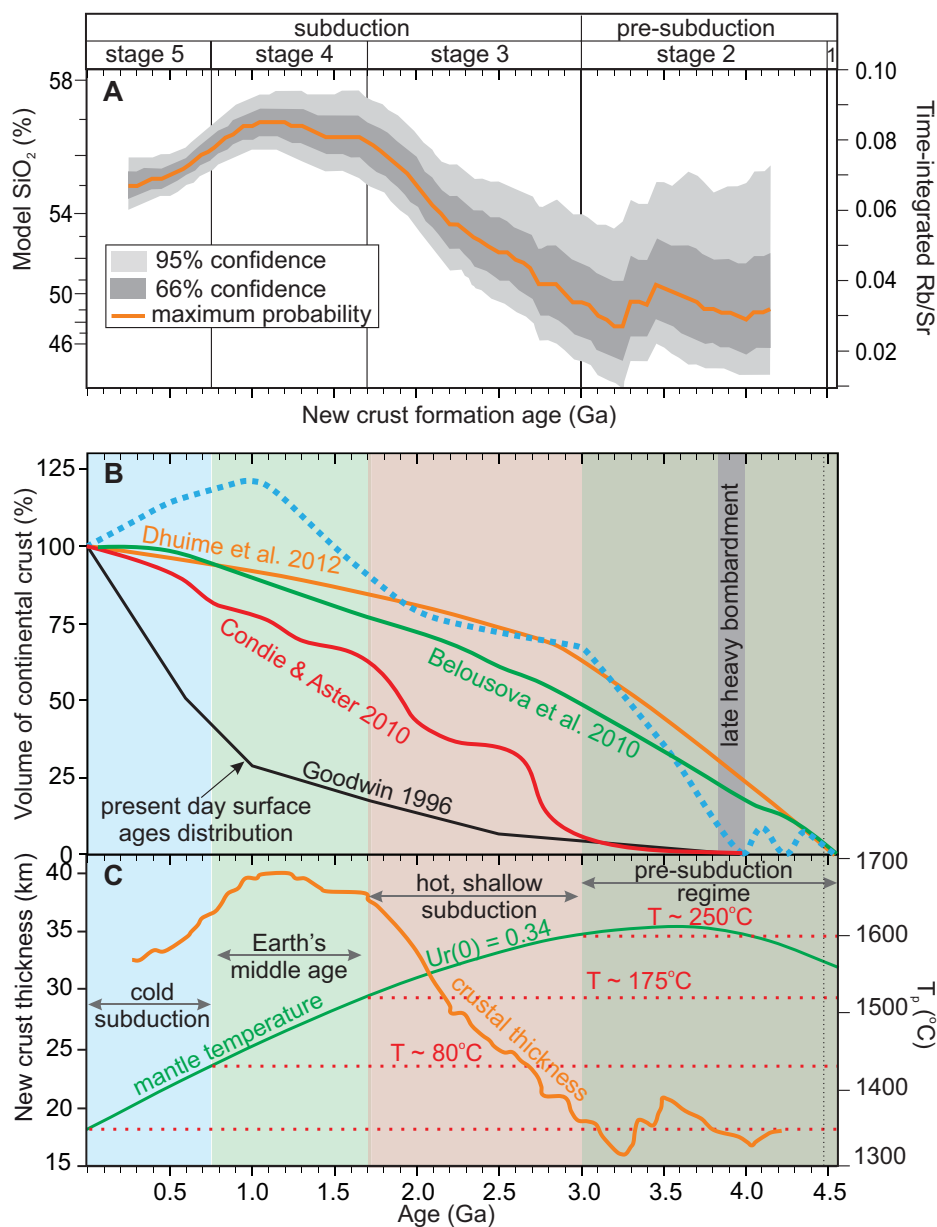 subduction
pre-subduction
stage 5
stage 4
stage 3
stage 2
1
A
58
54
50
46
Model SiO2 (%)
0.10
0.08
0.06
0.04
0.02
Time-integrated Rb/Sr
95% confidence
66% confidence
maximum probability
New crust formation age (Ga)
B
125
100
75
50
25
0
Volume of continental crust (%)
Dhuime et al. 2012
Condie & Aster 2010
Belousova et al. 2010
Goodwin 1996
present day surface
ages distribution
late heavy bombardment
C
40
35
30
25
20
15
New crust thickness (km)
1700
1600
1500
1400
1300
Tp(°C)
hot, shallow
subduction
pre-subduction
regime
T ~ 250°C
Ur(0) = 0.34
Earth's
middle age
T ~ 175°C
cold
subduction
mantle temperature
crustal thickness
T ~ 80°C
0.5
1.0
1.5
2.0
2.5
3.0
3.5
4.0
4.5
Age (Ga)